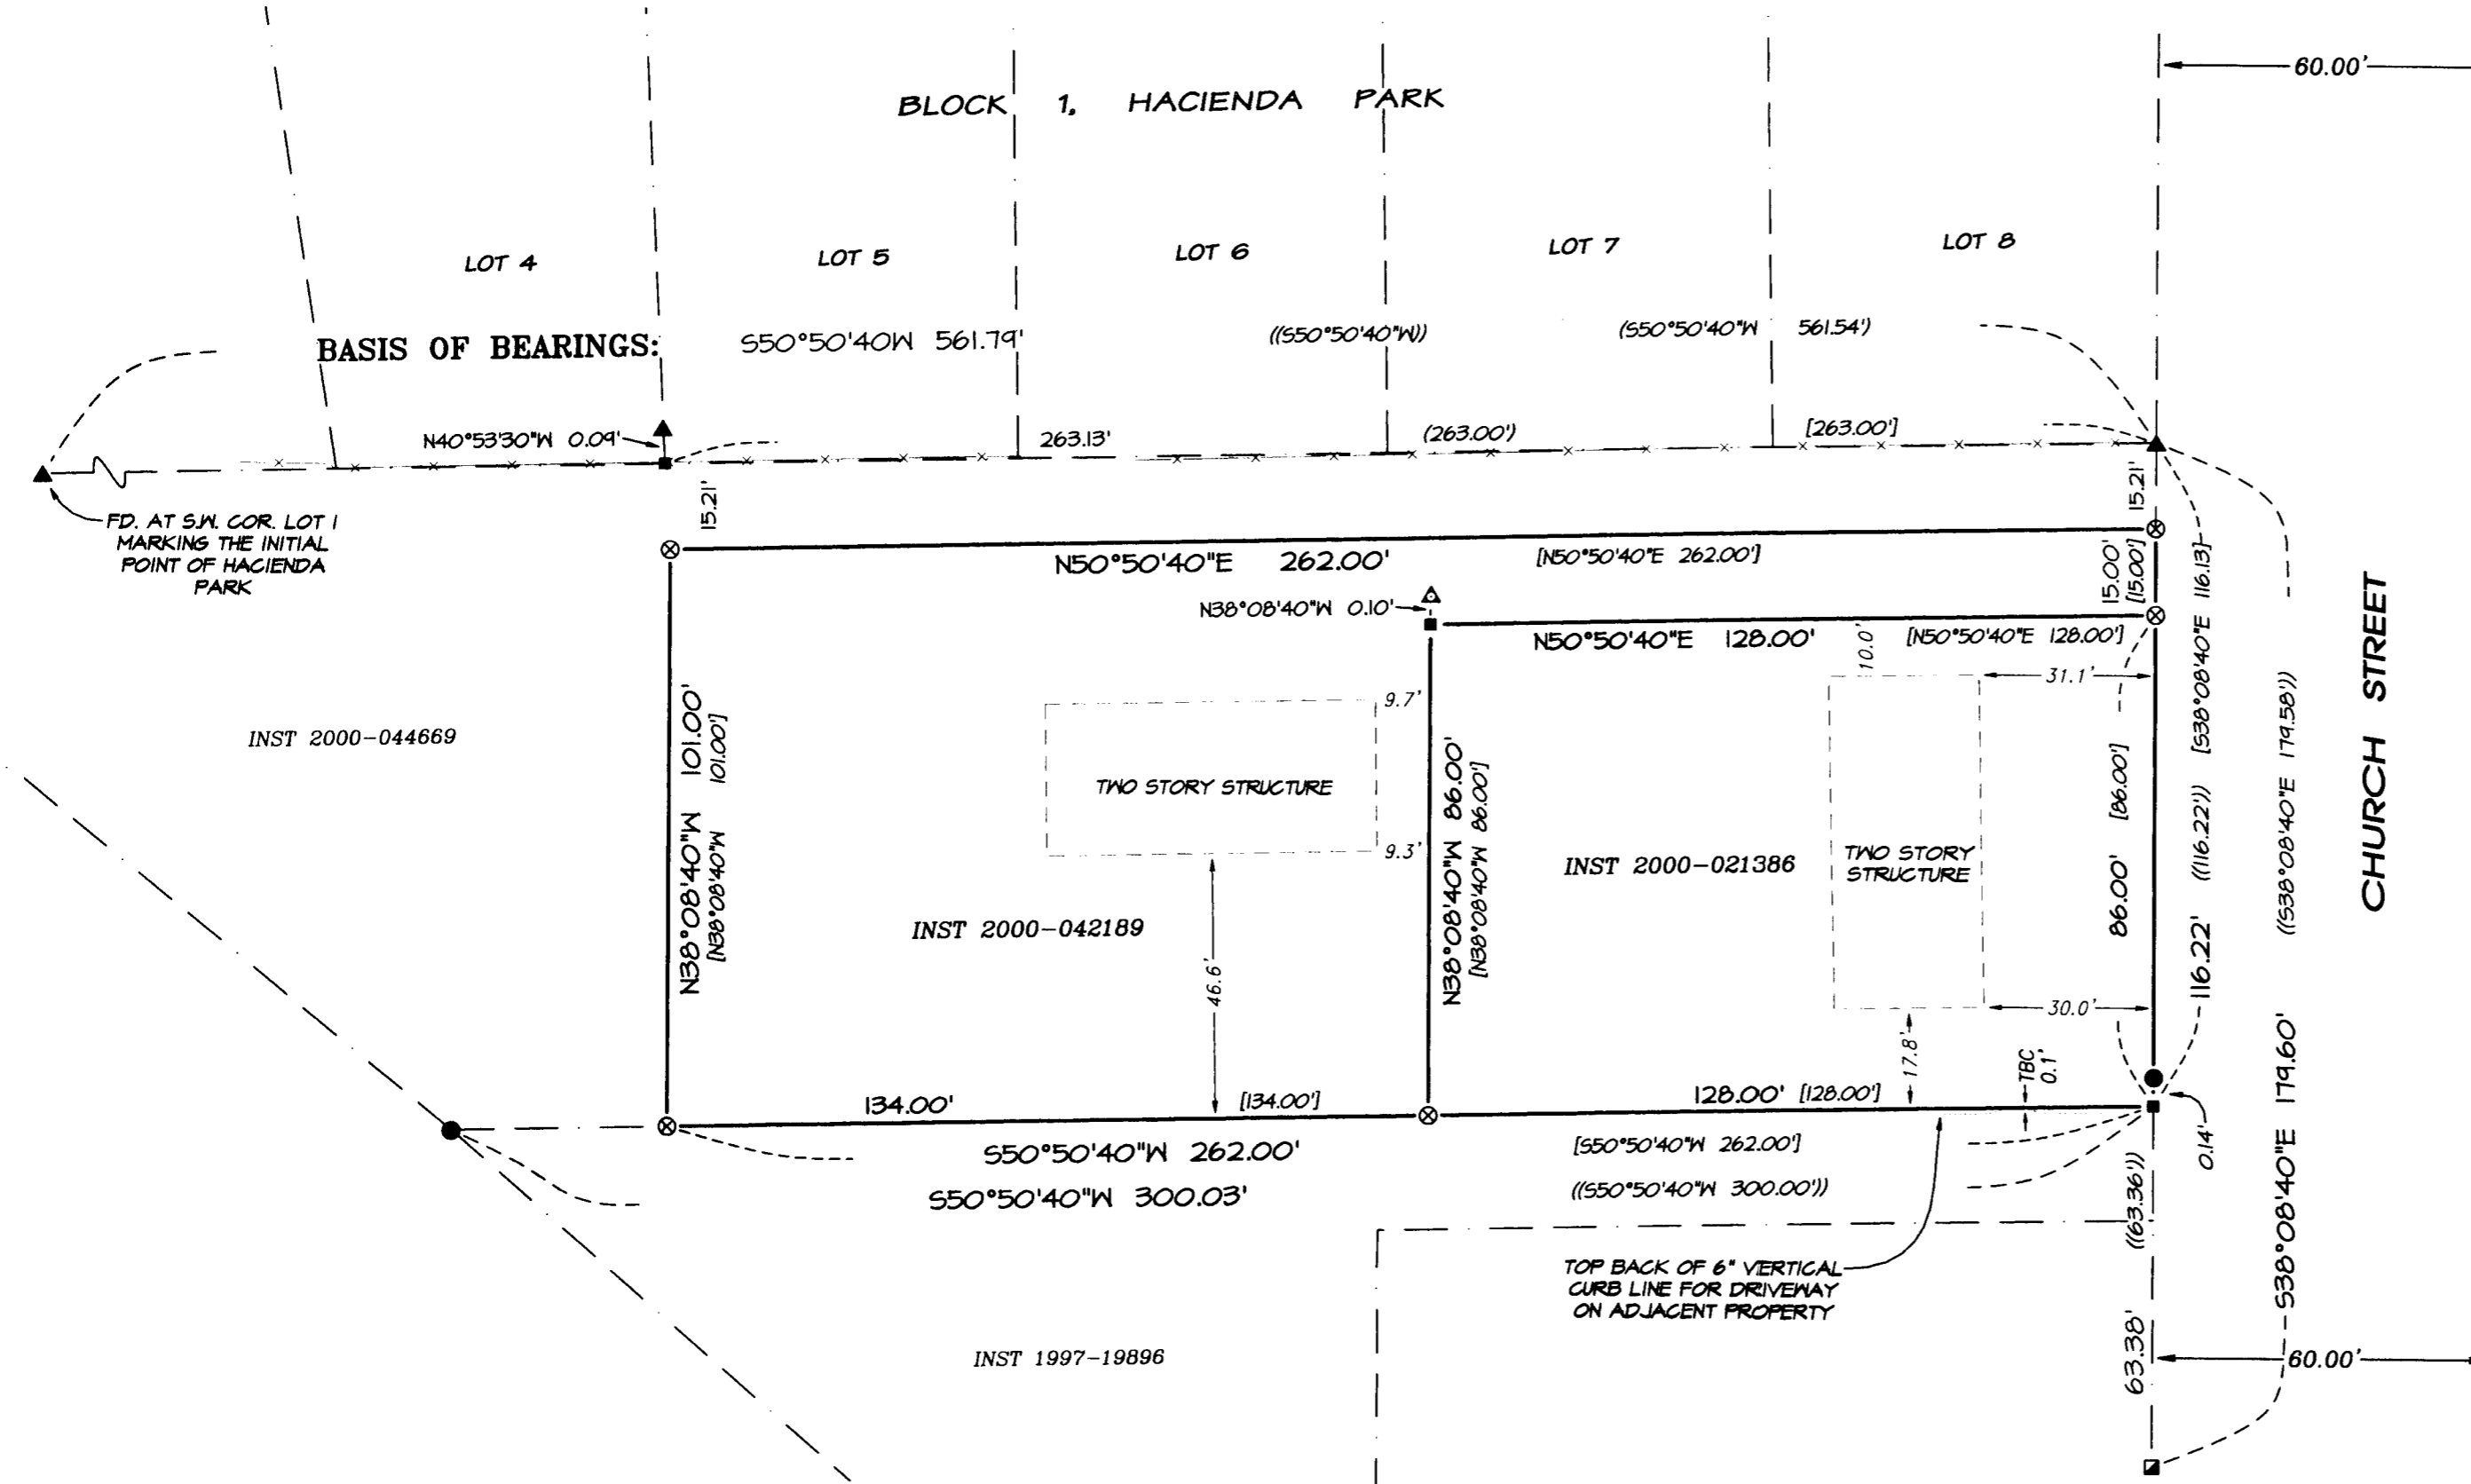 60.00'
BLOCK 1, HACIENDA PARK
LOT 4
LOT 5
LOT 6
LOT 7
LOT 8
BASIS OF BEARINGS:
S50°50'40W 561.79'
((S50°50'40"W))
(S50°50'40"W 561.54')
N40°53'30"W 0.09'
263.13'
(263.00')
[263.00']
FD. AT S.W. COR. LOT 1
MARKING THE INITIAL
POINT OF HACIENDA
PARK
15.21'
15.21'
N50°50'40"E 262.00'
[N50°50'40"E 262.00']
15.00'
[15.00']
N38°08'40"W 0.10'
N50°50'40"E 128.00'
[N50°50'40"E 128.00']
10.0'
31.1'
INST 2000-044669
N38°08'40"W 101.00'
[N38°08'40"W 101.00']
9.7'
TWO STORY STRUCTURE
9.3'
46.6'
INST 2000-042189
N38°08'40"W 86.00'
[N38°08'40"W 86.00']
INST 2000-021386
TWO STORY
STRUCTURE
30.0'
17.8'
TBC
0.1'
86.00' [86.00']
116.22' ((116.22')) [S38°08'40"E 116.13]
S38°08'40"E 179.60' ((S38°08'40"E 179.58'))
CHURCH STREET
0.14'
134.00'
[134.00']
128.00' [128.00']
S50°50'40"W 262.00'
[S50°50'40"W 262.00']
S50°50'40"W 300.03'
((S50°50'40"W 300.00'))
((63.36'))
63.38'
TOP BACK OF 6" VERTICAL
CURB LINE FOR DRIVEWAY
ON ADJACENT PROPERTY
INST 1997-19896
60.00'